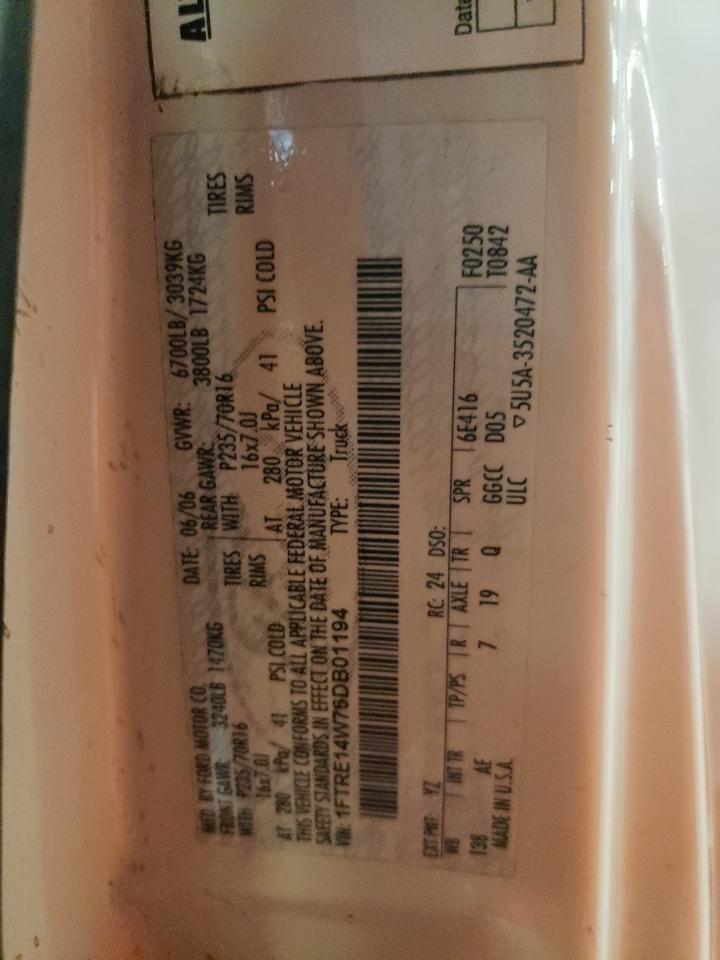 AL
Date
MFD. BY FORD MOTOR CO.
DATE: 06/06 GVWR: 6700LB/ 3039KG
FRONT GAWR: 3240LB 1470KG REAR GAWR: 3800LB 1724KG
WITH P235/70R16 TIRES WITH P235/70R16 TIRES
16x7.0J RIMS 16x7.0J RIMS
AT 280 kPa/ 41 PSI COLD AT 280 kPa/ 41 PSI COLD
THIS VEHICLE CONFORMS TO ALL APPLICABLE FEDERAL MOTOR VEHICLE
SAFETY STANDARDS IN EFFECT ON THE DATE OF MANUFACTURE SHOWN ABOVE.
VIN: 1FTRE14W76DB01194 TYPE: Truck
EXT PNT: YZ RC: 24 DSO:
WB INT TR TP/PS R AXLE TR SPR 6E416 F0250
138 AE 7 19 Q GGCC D05 T0842
MADE IN U.S.A. ULC ▽5U5A-3520472-AA